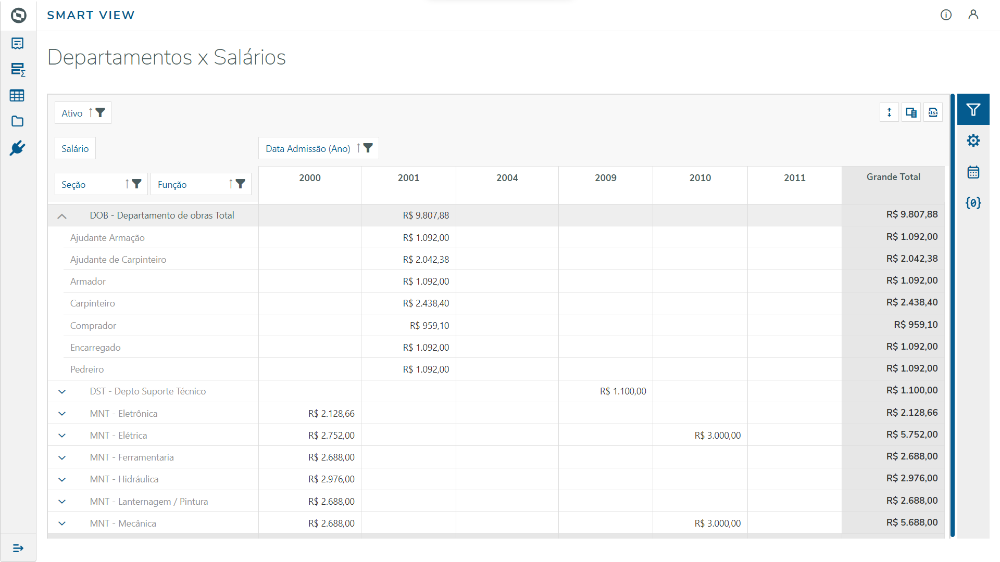 SMART VIEW
Departamentos x Salários
Ativo
xlsx
Salário
Data Admissão (Ano)
Seção Função 2000 2001 2004 2009 2010 2011 Grande Total
DOB - Departamento de obras Total R$ 9.807,88 R$ 9.807,88
Ajudante Armação R$ 1.092,00 R$ 1.092,00
Ajudante de Carpinteiro R$ 2.042,38 R$ 2.042,38
Armador R$ 1.092,00 R$ 1.092,00
Carpinteiro R$ 2.438,40 R$ 2.438,40
Comprador R$ 959,10 R$ 959,10
Encarregado R$ 1.092,00 R$ 1.092,00
Pedreiro R$ 1.092,00 R$ 1.092,00
DST - Depto Suporte Técnico R$ 1.100,00 R$ 1.100,00
MNT - Eletrônica R$ 2.128,66 R$ 2.128,66
MNT - Elétrica R$ 2.752,00 R$ 3.000,00 R$ 5.752,00
MNT - Ferramentaria R$ 2.688,00 R$ 2.688,00
MNT - Hidráulica R$ 2.976,00 R$ 2.976,00
MNT - Lanternagem / Pintura R$ 2.688,00 R$ 2.688,00
MNT - Mecânica R$ 2.688,00 R$ 3.000,00 R$ 5.688,00